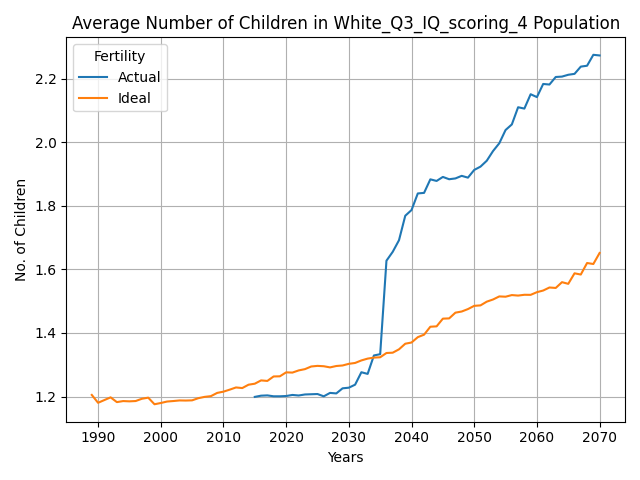 Average Number of Children in White_Q3_IQ_scoring_4 Population
Fertility
Actual
Ideal
No. of Children
2.2
2.0
1.8
1.6
1.4
1.2
1990 2000 2010 2020 2030 2040 2050 2060 2070
Years